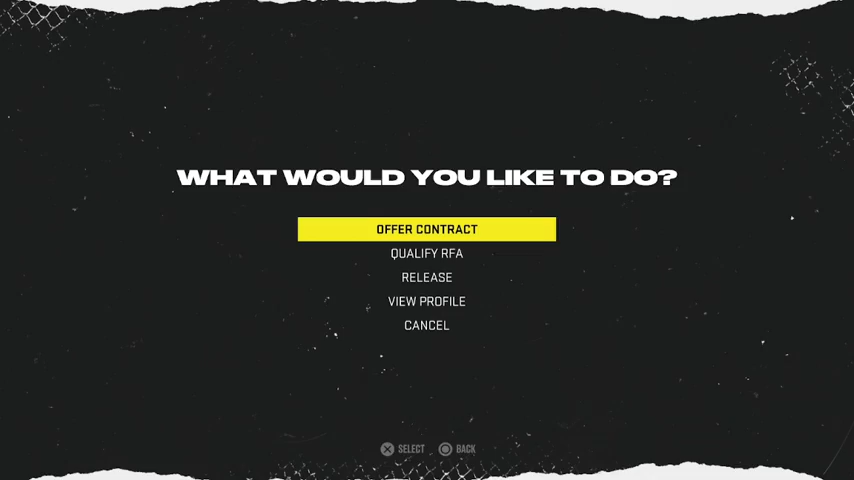 WHAT WOULD YOU LIKE TO DO?
OFFER CONTRACT
QUALIFY RFA
RELEASE
VIEW PROFILE
CANCEL
SELECT BACK